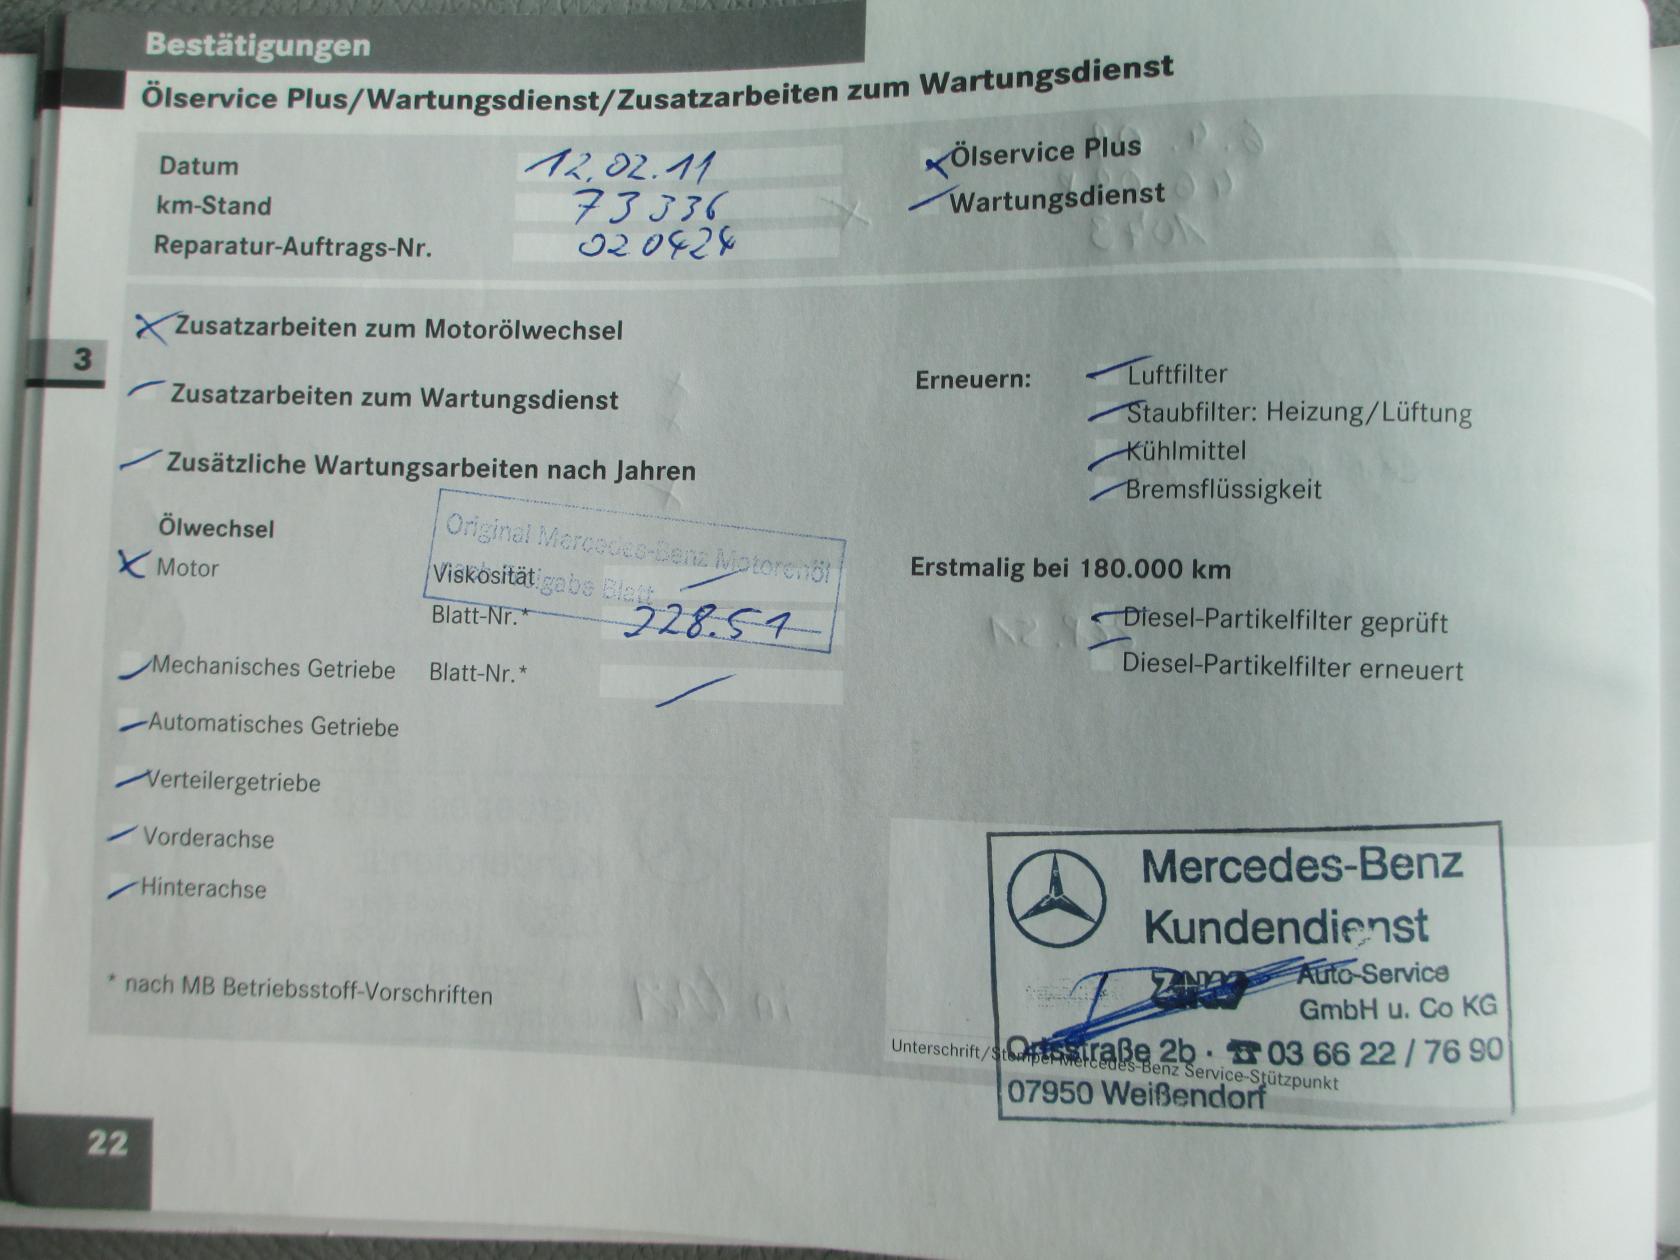 Bestätigungen
Ölservice Plus/Wartungsdienst/Zusatzarbeiten zum Wartungsdienst
Datum 12.02.11
km-Stand 73336
Reparatur-Auftrags-Nr. 020424
x Ölservice Plus
Wartungsdienst
3
x Zusatzarbeiten zum Motorölwechsel
Zusatzarbeiten zum Wartungsdienst
Zusätzliche Wartungsarbeiten nach Jahren
Erneuern: Luftfilter
Staubfilter: Heizung/Lüftung
Kühlmittel
Bremsflüssigkeit
Ölwechsel
Original Mercedes-Benz Motorenöl
x Motor Viskosität
Blatt
Blatt-Nr.* 228.51
Mechanisches Getriebe Blatt-Nr.*
Automatisches Getriebe
Verteilergetriebe
Vorderachse
Hinterachse
Erstmalig bei 180.000 km
Diesel-Partikelfilter geprüft
Diesel-Partikelfilter erneuert
* nach MB Betriebsstoff-Vorschriften
Mercedes-Benz
Kundendienst
Auto-Service
GmbH u. Co KG
Ortsstraße 2b · ☎ 03 66 22 / 76 90
Unterschrift/Stempel Mercedes-Benz Service-Stützpunkt
07950 Weißendorf
22